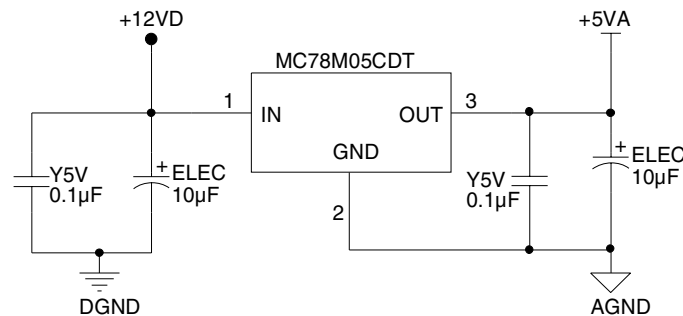 +12VD
+5VA
MC78M05CDT
1
IN
OUT
3
GND
2
Y5V
0.1µF
+
ELEC
10µF
Y5V
0.1µF
+
ELEC
10µF
DGND
AGND